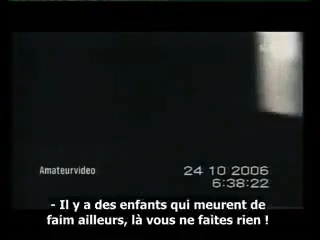 Amateurvideo
24 10 2006
6:38:22
- Il y a des enfants qui meurent de
faim ailleurs, là vous ne faites rien !